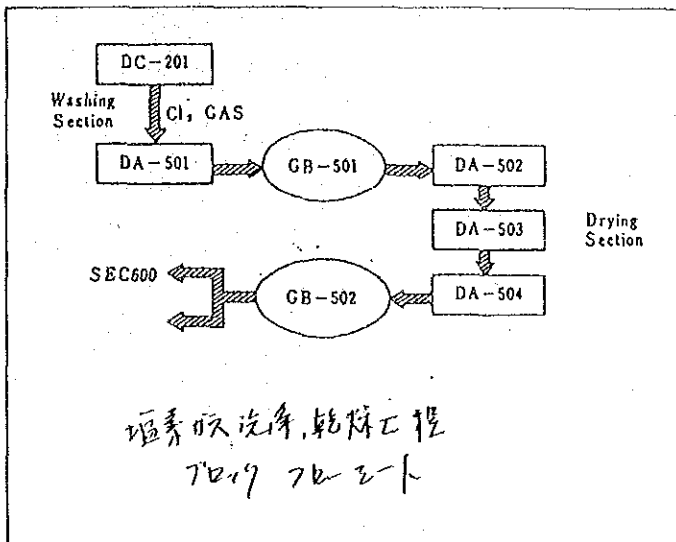 DC-201
Washing
Section
Cl₂ GAS
DA-501
GB-501
DA-502
DA-503
Drying
Section
SEC600
GB-502
DA-504
塩素ガス洗浄,乾燥工程
ブロック フローシート